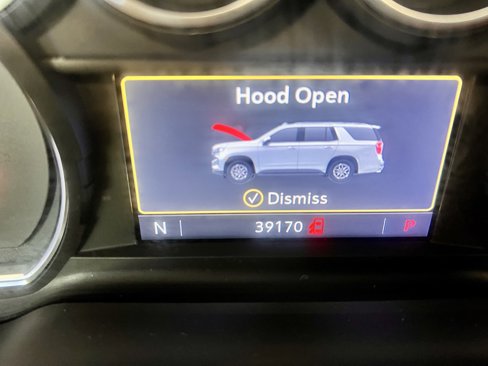 Hood Open
Dismiss
N 39170 P